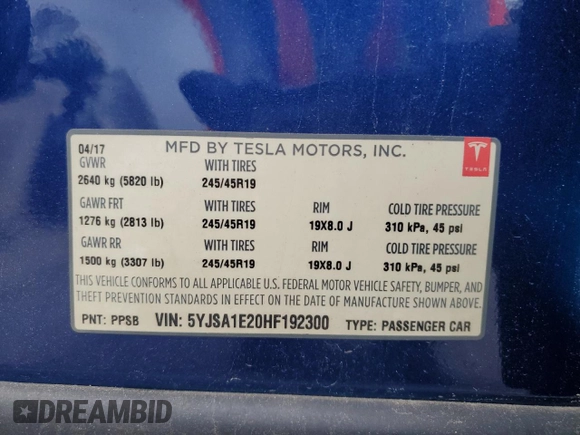 04/17 MFD BY TESLA MOTORS, INC.
GVWR WITH TIRES TESLA
2640 kg (5820 lb) 245/45R19
GAWR FRT WITH TIRES RIM COLD TIRE PRESSURE
1276 kg (2813 lb) 245/45R19 19X8.0 J 310 kPa, 45 psi
GAWR RR WITH TIRES RIM COLD TIRE PRESSURE
1500 kg (3307 lb) 245/45R19 19X8.0 J 310 kPa, 45 psi
THIS VEHICLE CONFORMS TO ALL APPLICABLE U.S. FEDERAL MOTOR VEHICLE SAFETY, BUMPER, AND
THEFT PREVENTION STANDARDS IN EFFECT ON THE DATE OF MANUFACTURE SHOWN ABOVE.
PNT: PPSB VIN: 5YJSA1E20HF192300 TYPE: PASSENGER CAR
DREAMBID